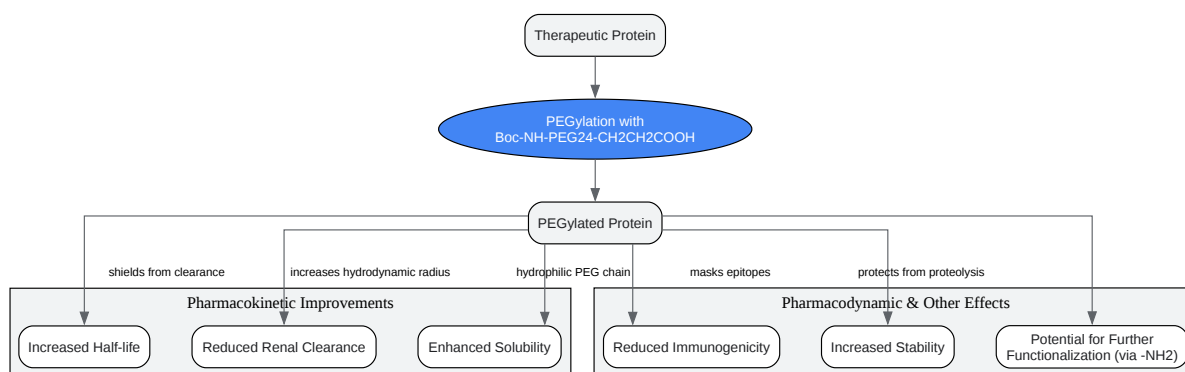 Therapeutic Protein
PEGylation with
Boc-NH-PEG24-CH2CH2COOH
PEGylated Protein
shields from clearance
increases hydrodynamic radius
hydrophilic PEG chain
masks epitopes
protects from proteolysis
Pharmacokinetic Improvements
Pharmacodynamic & Other Effects
Increased Half-life
Reduced Renal Clearance
Enhanced Solubility
Reduced Immunogenicity
Increased Stability
Potential for Further
Functionalization (via -NH2)